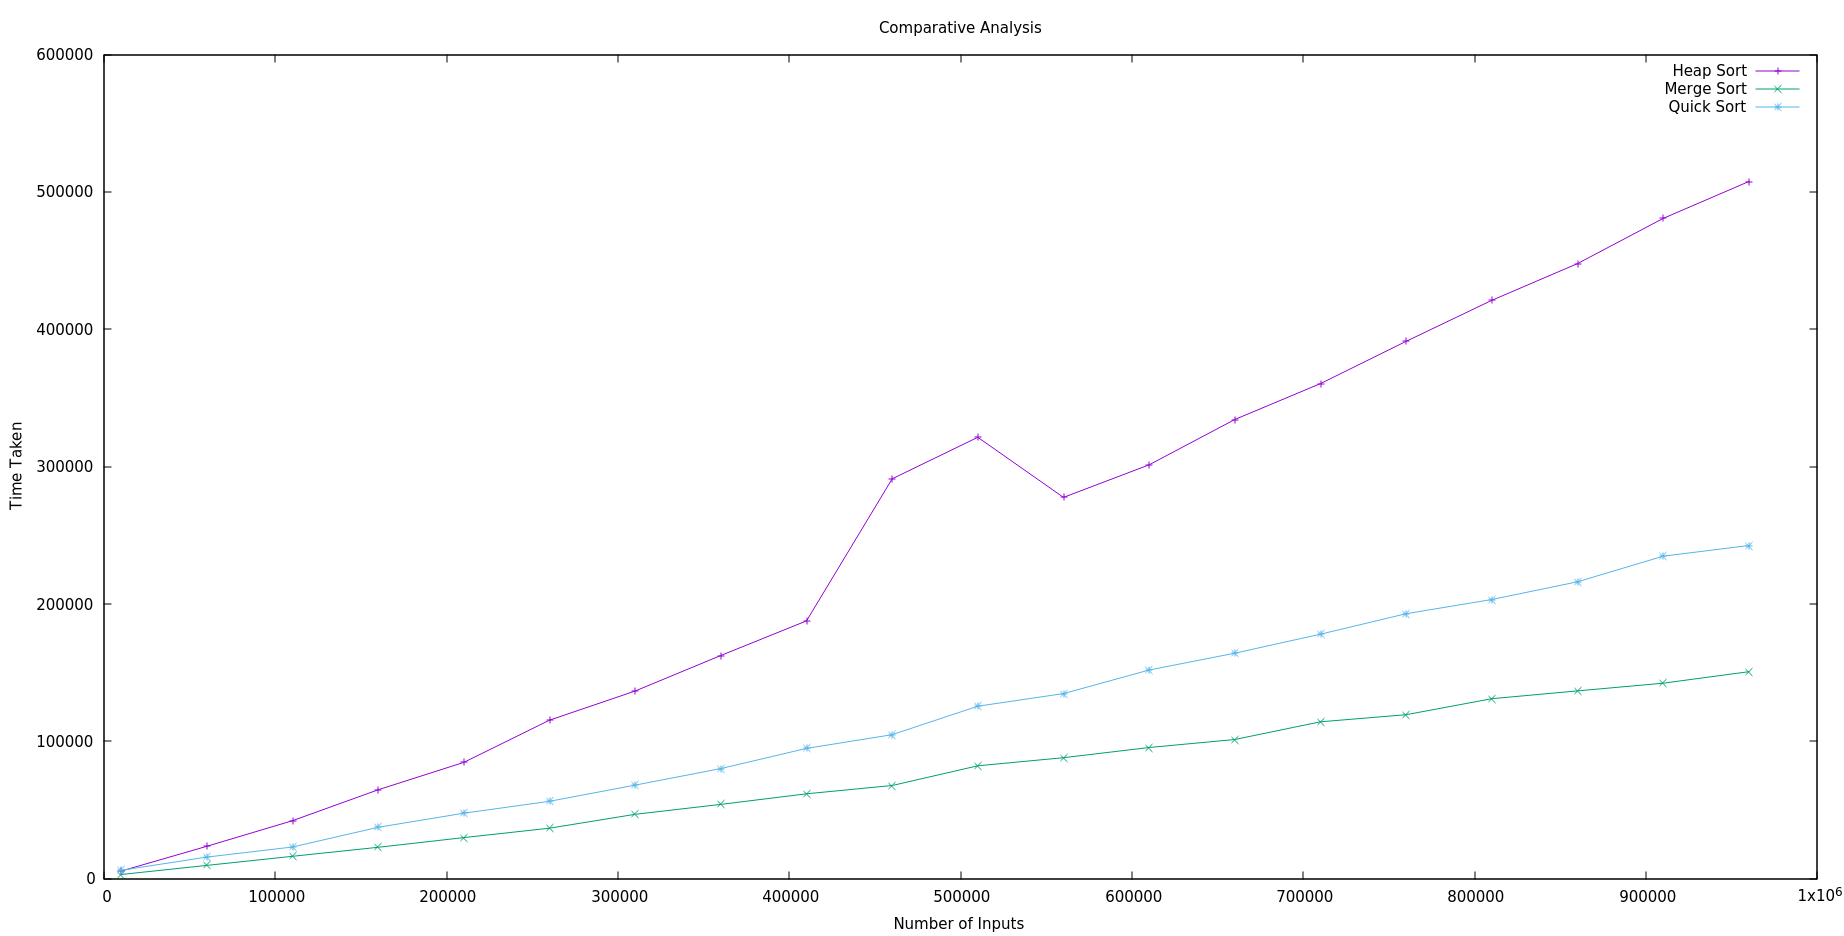 Comparative Analysis
600000
500000
400000
300000
200000
100000
0
Time Taken
Heap Sort
Merge Sort
Quick Sort
0 100000 200000 300000 400000 500000 600000 700000 800000 900000 1x10⁶
Number of Inputs